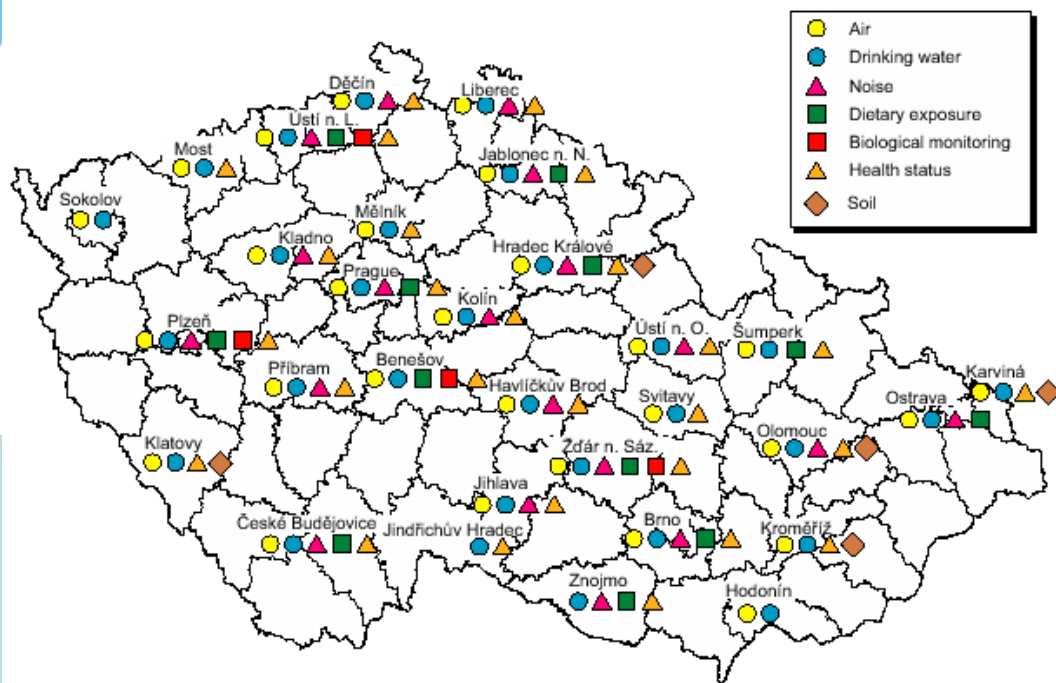 Air
Drinking water
Noise
Dietary exposure
Biological monitoring
Health status
Soil
Děčín
Liberec
Ústí n. L.
Most
Jablonec n. N.
Sokolov
Mělník
Kladno
Hradec Králové
Prague
Kolín
Plzeň
Ústí n. O.
Šumperk
Benešov
Příbram
Havlíčkův Brod
Karviná
Svitavy
Ostrava
Klatovy
Olomouc
Žďár n. Sáz.
Jihlava
České Budějovice
Jindřichův Hradec
Brno
Kroměříž
Znojmo
Hodonín